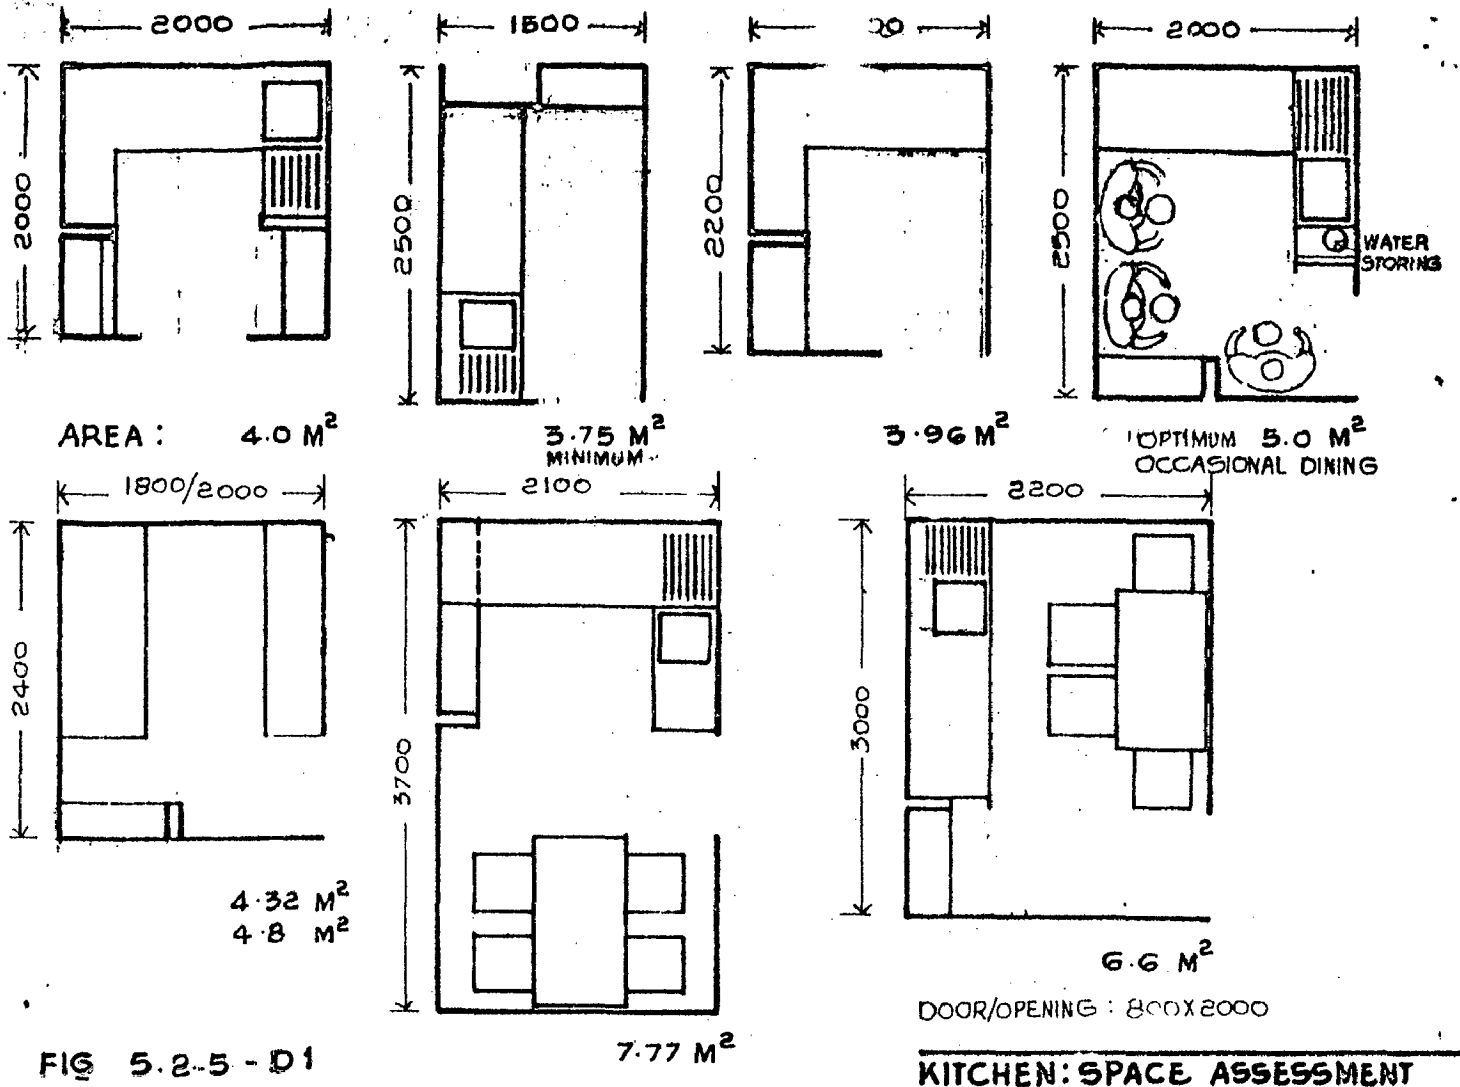 2000
1500
00
2000
2000
2500
2200
2500
WATER
STORING
AREA: 4.0 M²
3.75 M²
MINIMUM
3.96 M²
OPTIMUM 5.0 M²
OCCASIONAL DINING
1800/2000
2100
2200
2400
3700
3000
4.32 M²
4.8 M²
7.77 M²
6.6 M²
DOOR/OPENING : 800X2000
FIG 5.2.5 - D1
KITCHEN: SPACE ASSESSMENT